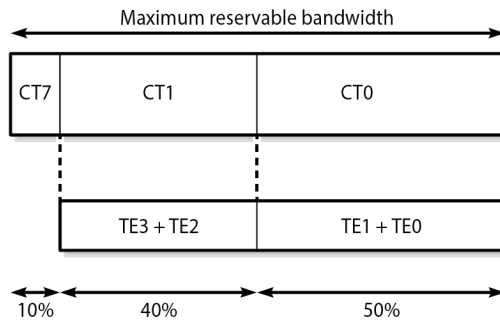 Maximum reservable bandwidth
CT7 CT1 CT0
TE3 + TE2 TE1 + TE0
10% 40% 50%